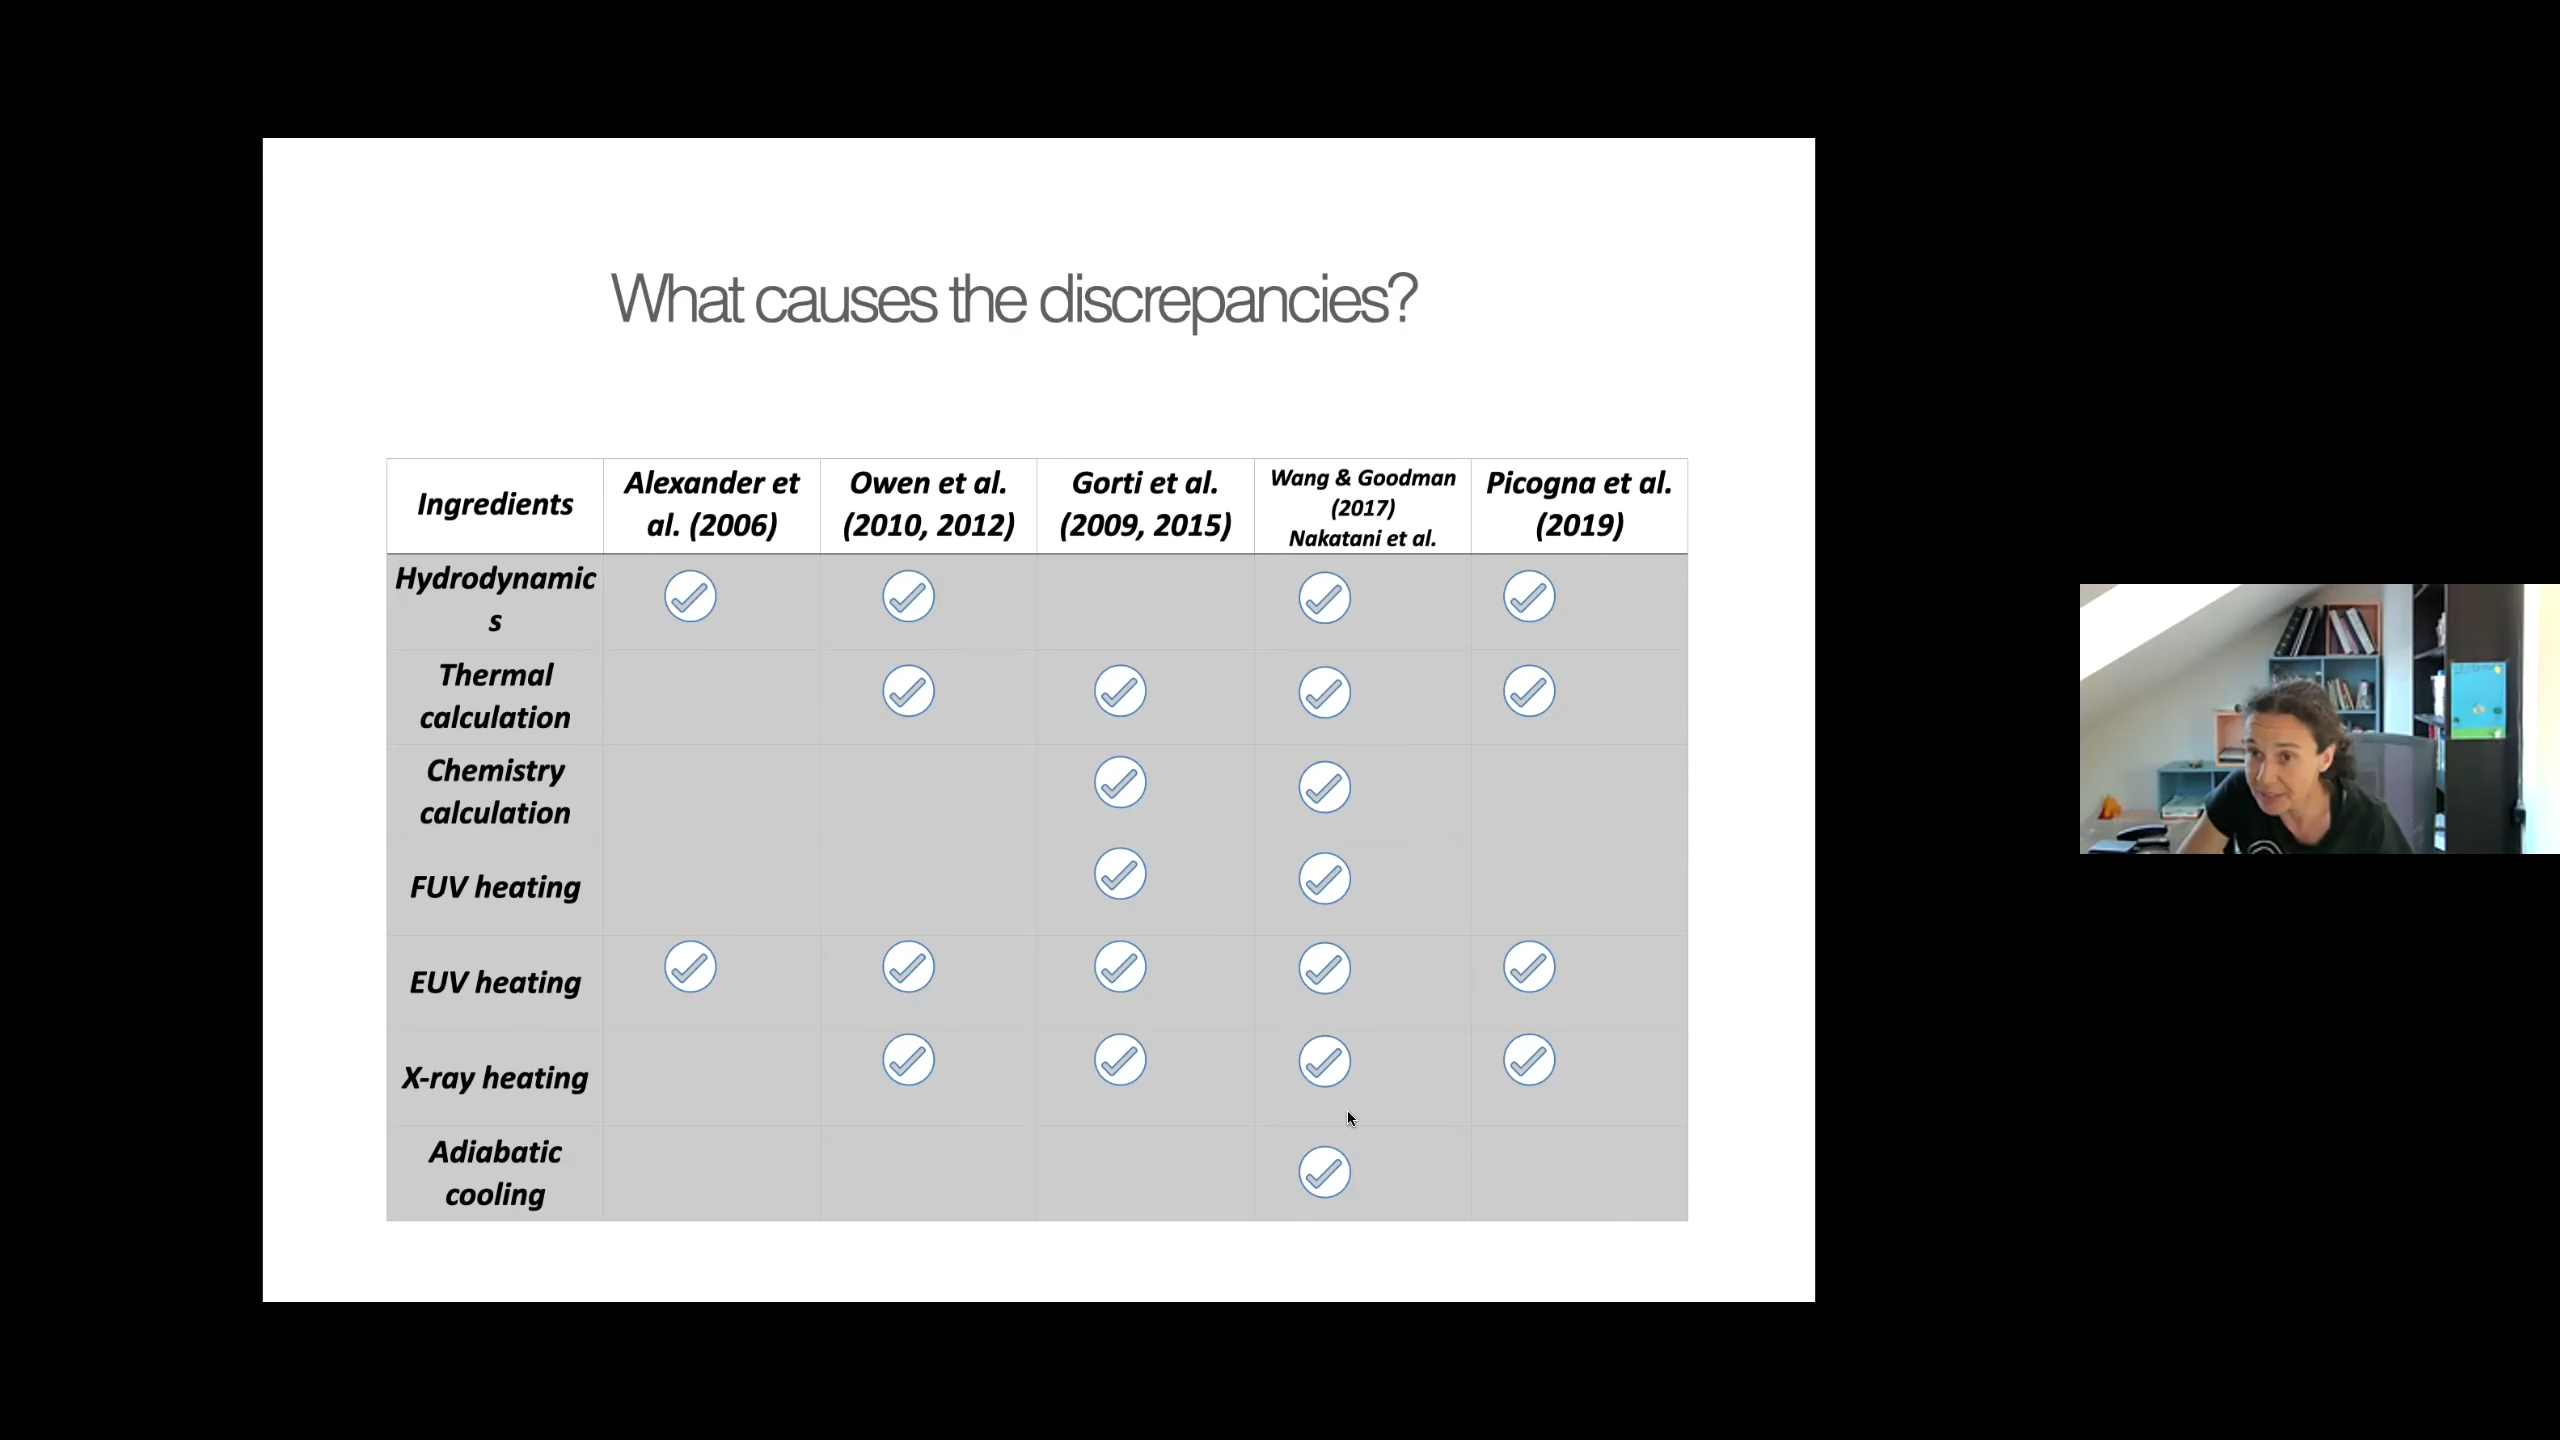 What causes the discrepancies?
Ingredients
Alexander et
al. (2006)
Owen et al.
(2010, 2012)
Gorti et al.
(2009, 2015)
Wang & Goodman
(2017)
Nakatani et al.
Picogna et al.
(2019)
Hydrodynamic
s
Thermal
calculation
Chemistry
calculation
FUV heating
EUV heating
X-ray heating
Adiabatic
cooling